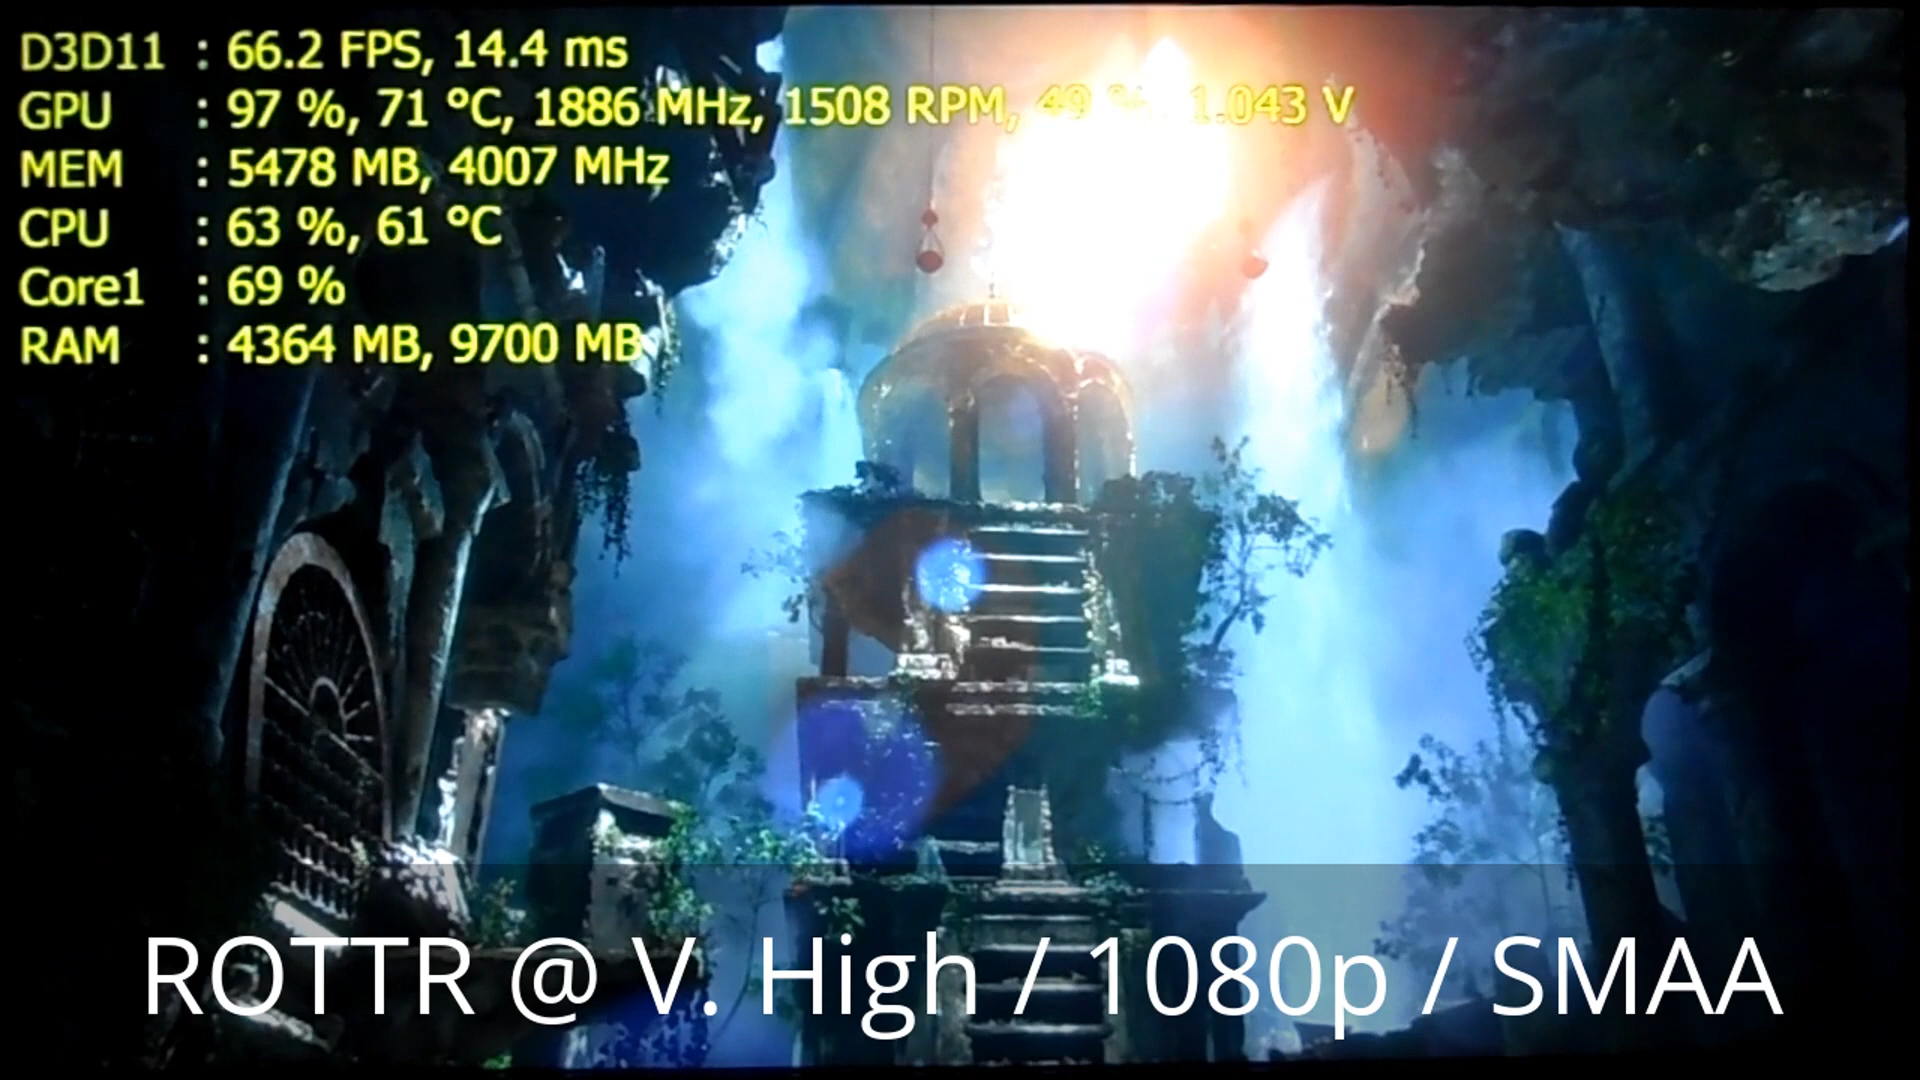 D3D11 : 66.2 FPS, 14.4 ms
GPU : 97 %, 71 °C, 1886 MHz, 1508 RPM, 49 %, 1.043 V
MEM : 5478 MB, 4007 MHz
CPU : 63 %, 61 °C
Core1 : 69 %
RAM : 4364 MB, 9700 MB
ROTTR @ V. High / 1080p / SMAA